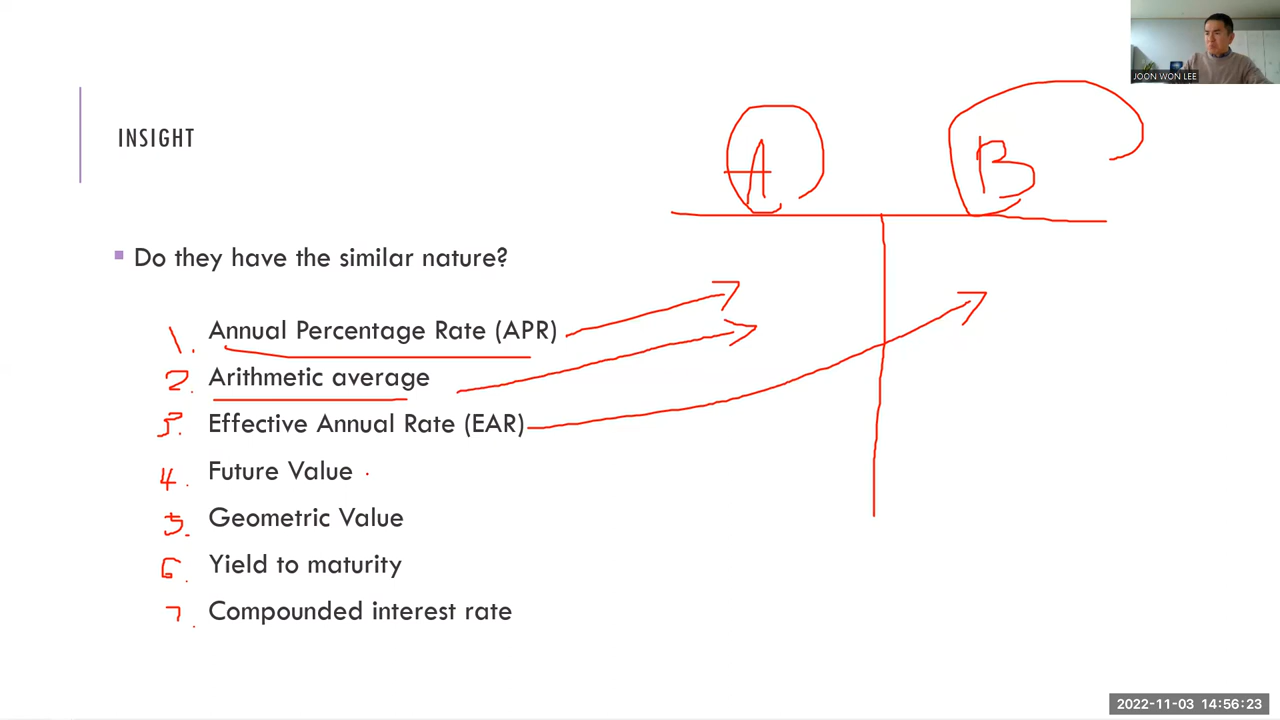 JOON WON LEE
INSIGHT
A
B
Do they have the similar nature?
1. Annual Percentage Rate (APR)
2. Arithmetic average
3. Effective Annual Rate (EAR)
4. Future Value
5. Geometric Value
6. Yield to maturity
7. Compounded interest rate
2022-11-03 14:56:23